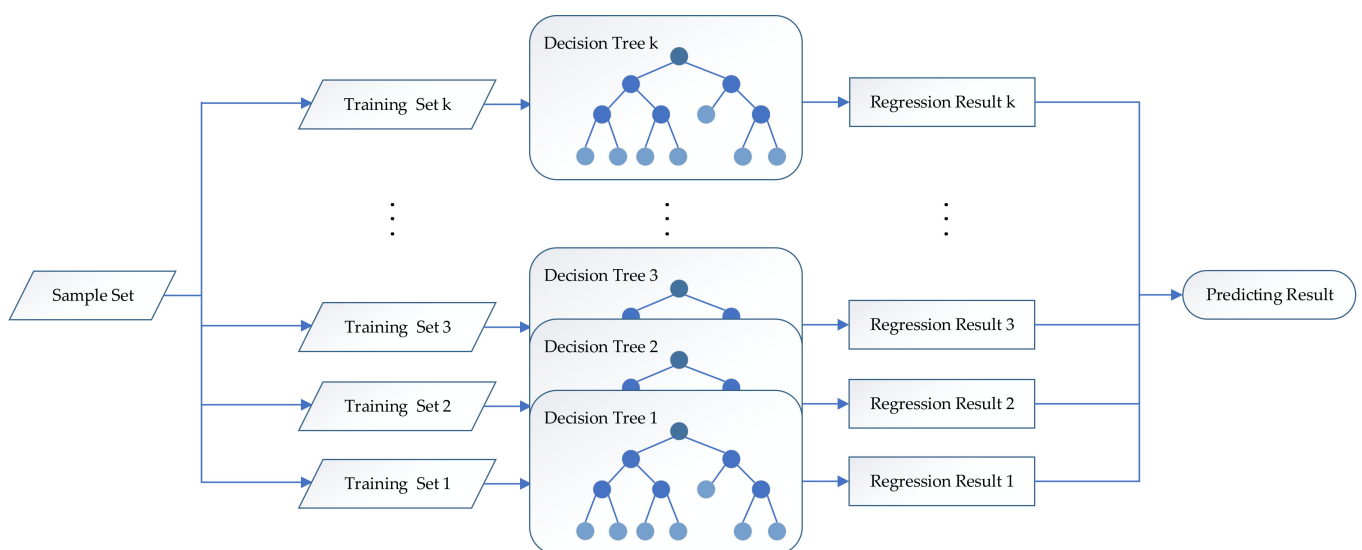 Decision Tree k
Training Set k
Regression Result k
Sample Set
Decision Tree 3
Training Set 3
Regression Result 3
Predicting Result
Decision Tree 2
Training Set 2
Regression Result 2
Decision Tree 1
Training Set 1
Regression Result 1